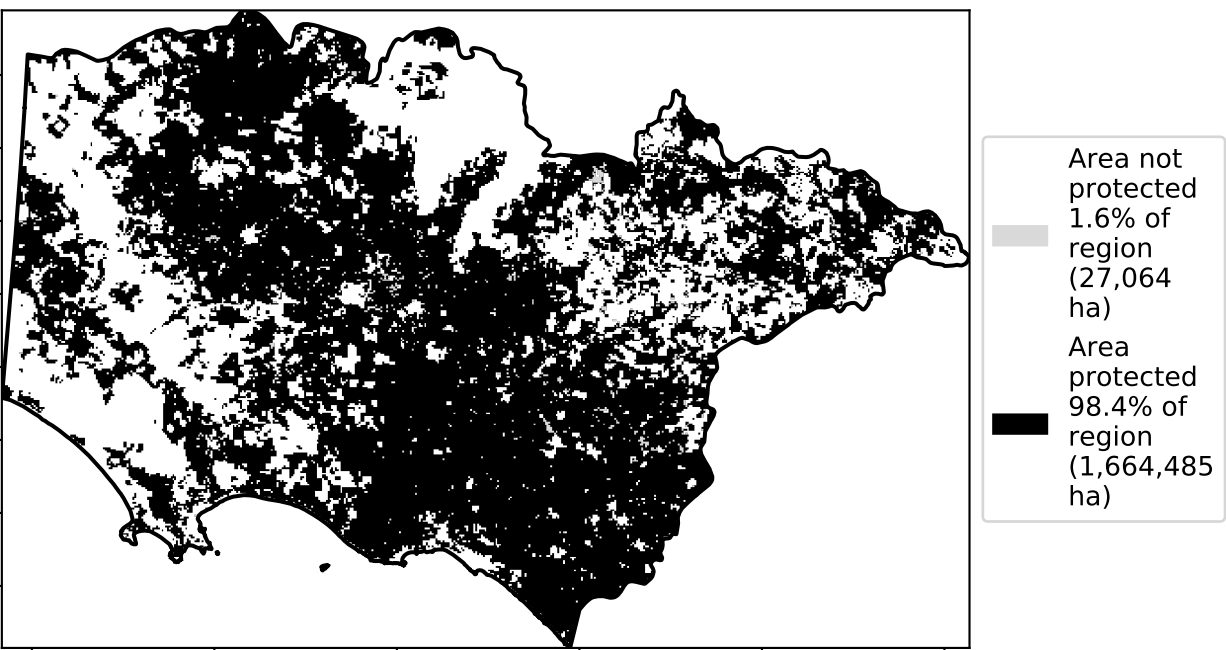 Area not
protected
1.6% of
region
(27,064
ha)
Area
protected
98.4% of
region
(1,664,485
ha)